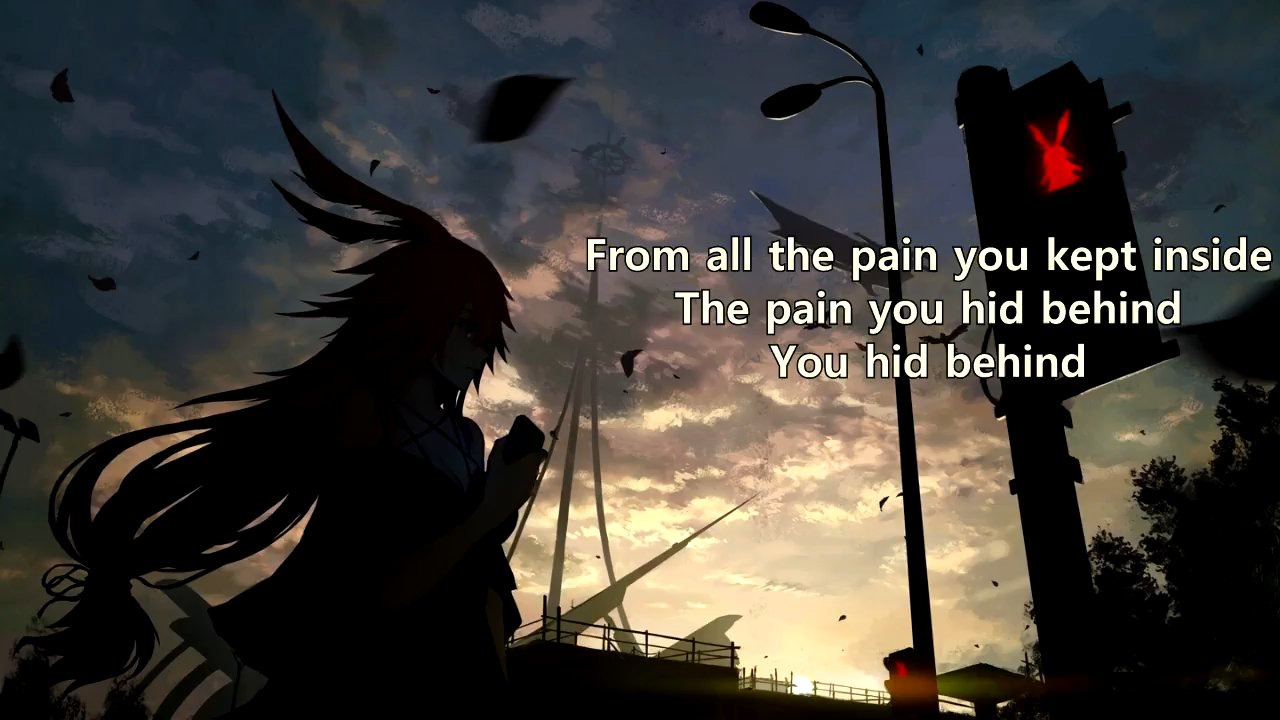 From all the pain you kept inside
The pain you hid behind
You hid behind